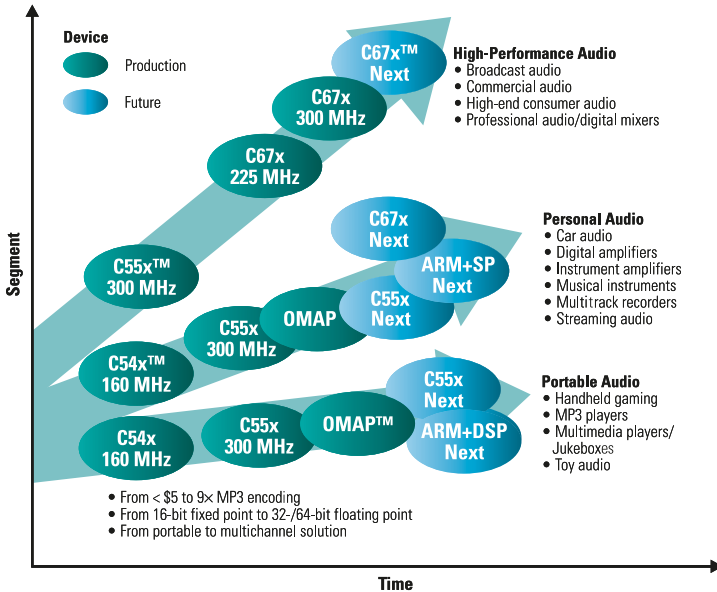 Device
Production
Future
C67x™
Next
C67x
300 MHz
C67x
225 MHz
C55x™
300 MHz
High-Performance Audio
• Broadcast audio
• Commercial audio
• High-end consumer audio
• Professional audio/digital mixers
Segment
C67x
Next
ARM+SP
Next
C55x
Next
OMAP
C55x
300 MHz
C54x™
160 MHz
Personal Audio
• Car audio
• Digital amplifiers
• Instrument amplifiers
• Musical instruments
• Multitrack recorders
• Streaming audio
C55x
Next
ARM+DSP
Next
OMAP™
C55x
300 MHz
C54x
160 MHz
Portable Audio
• Handheld gaming
• MP3 players
• Multimedia players/
Jukeboxes
• Toy audio
• From < $5 to 9× MP3 encoding
• From 16-bit fixed point to 32-/64-bit floating point
• From portable to multichannel solution
Time